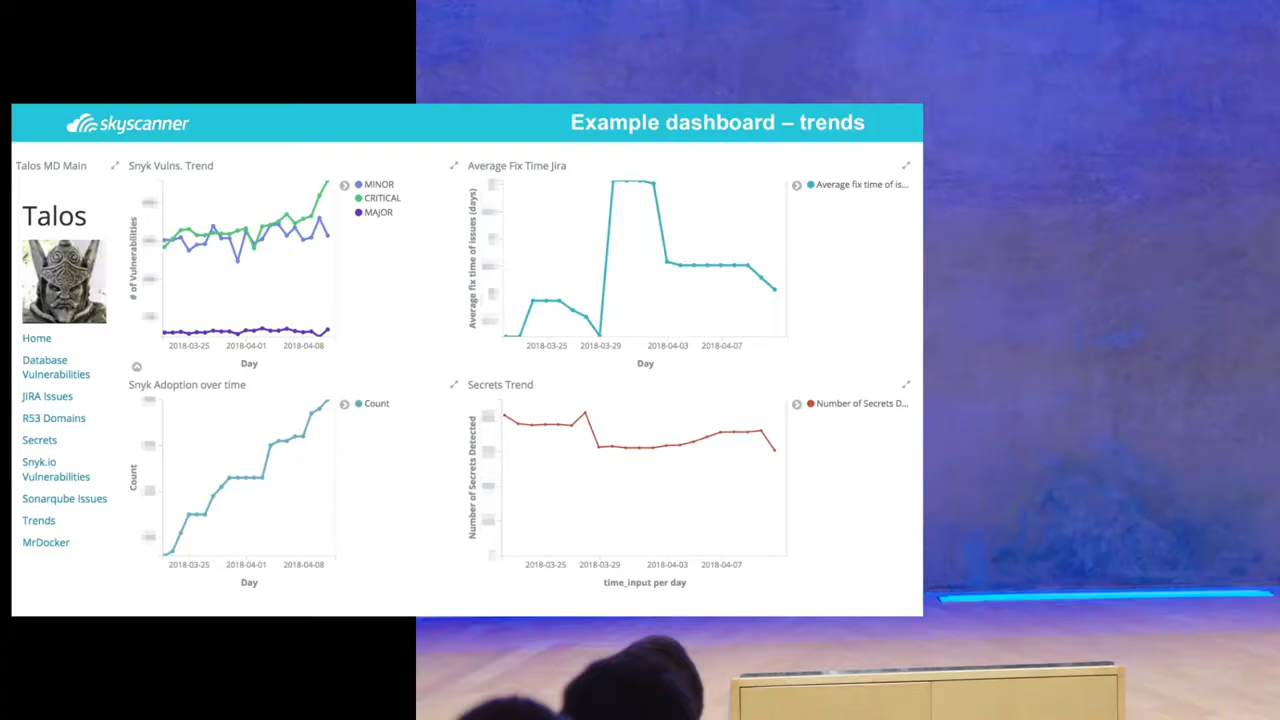 skyscanner
Example dashboard – trends
Talos MD Main
Talos
Home
Database
Vulnerabilities
JIRA Issues
R53 Domains
Secrets
Snyk.io
Vulnerabilities
Sonarqube Issues
Trends
MrDocker
Snyk Vulns. Trend
# of Vulnerabilities
MINOR
CRITICAL
MAJOR
2018-03-25 2018-04-01 2018-04-08
Day
Average Fix Time Jira
Average fix time of issues (days)
Average fix time of is...
2018-03-25 2018-03-29 2018-04-03 2018-04-07
Day
Snyk Adoption over time
Count
Count
2018-03-25 2018-04-01 2018-04-08
Day
Secrets Trend
Number of Secrets Detected
Number of Secrets D...
2018-03-25 2018-03-29 2018-04-03 2018-04-07
time_input per day